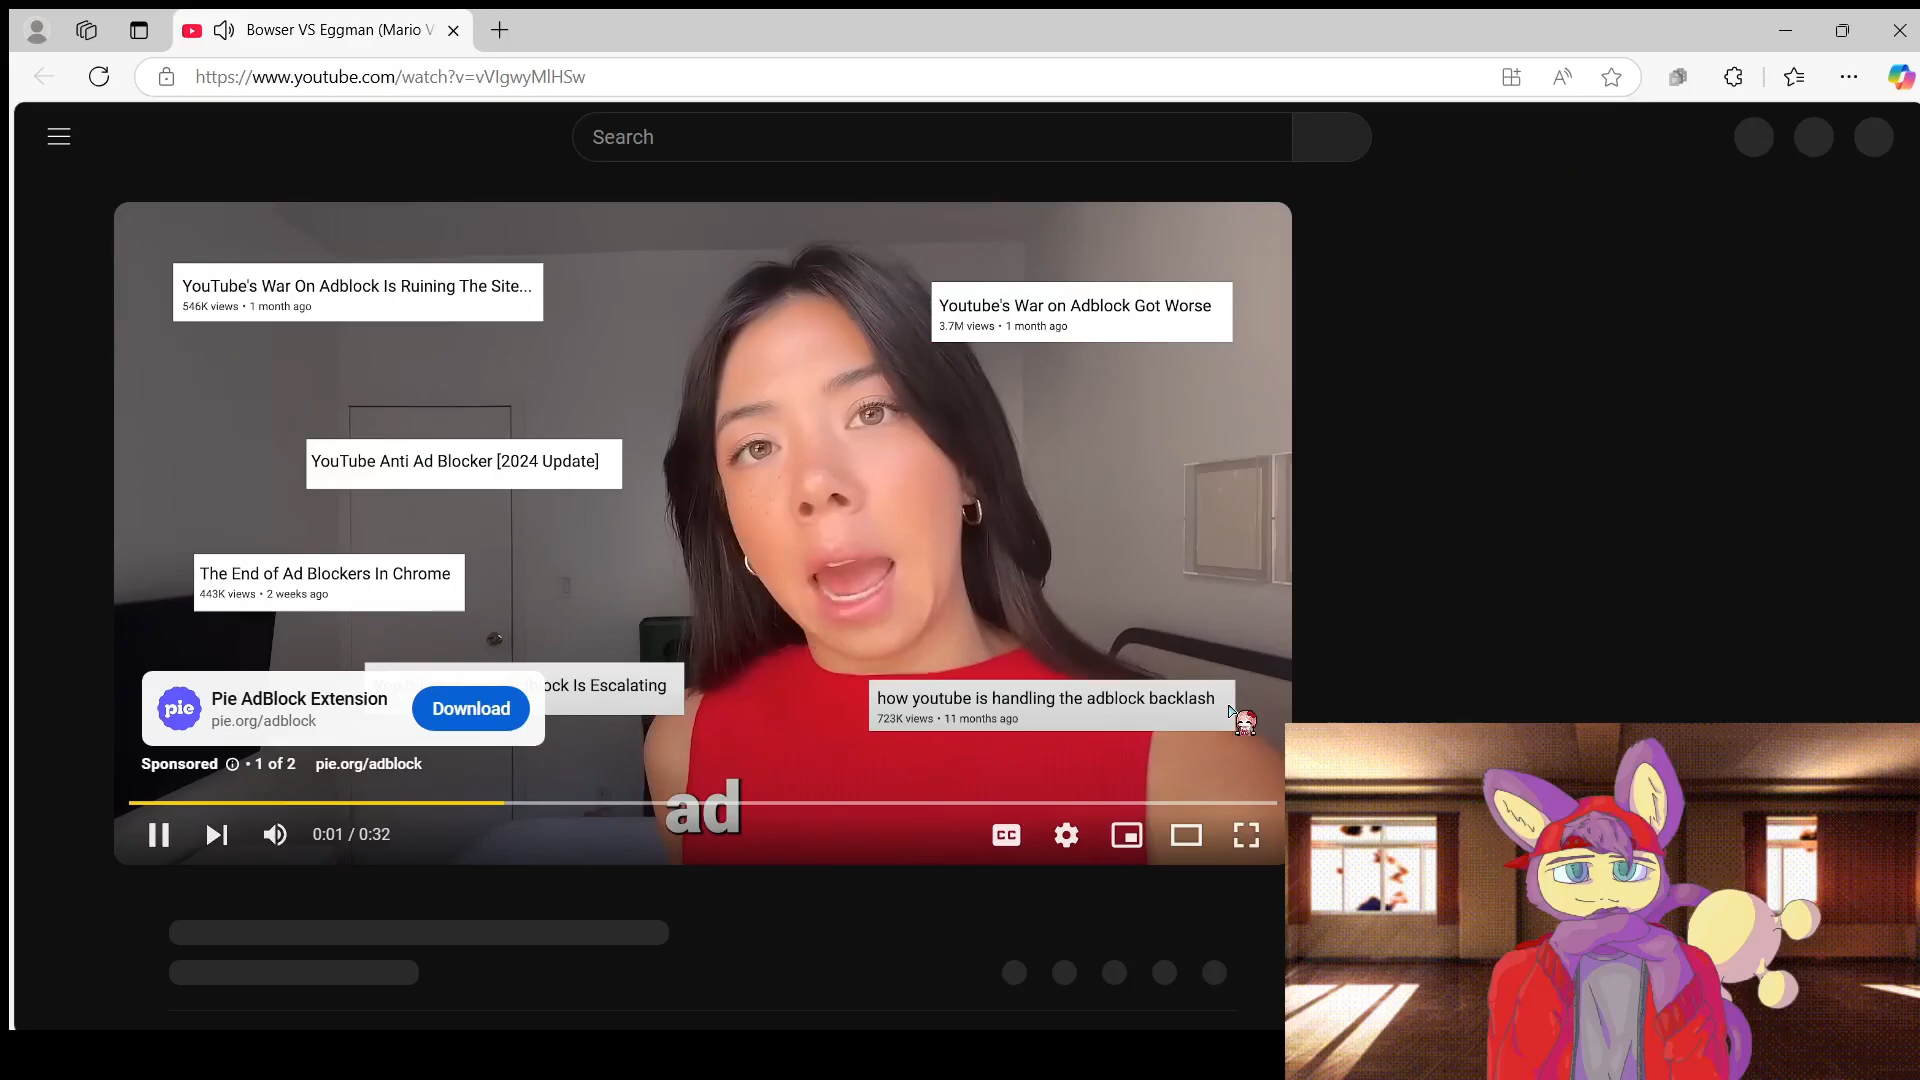 Bowser VS Eggman (Mario V
https://www.youtube.com/watch?v=vVIgwyMlHSw
Search
YouTube's War On Adblock Is Ruining The Site...
546K views • 1 month ago
Youtube's War on Adblock Got Worse
3.7M views • 1 month ago
YouTube Anti Ad Blocker [2024 Update]
The End of Ad Blockers In Chrome
443K views • 2 weeks ago
ock Is Escalating
how youtube is handling the adblock backlash
723K views • 11 months ago
pie
Pie AdBlock Extension
pie.org/adblock
Download
Sponsored • 1 of 2 pie.org/adblock
ad
0:01 / 0:32
CC